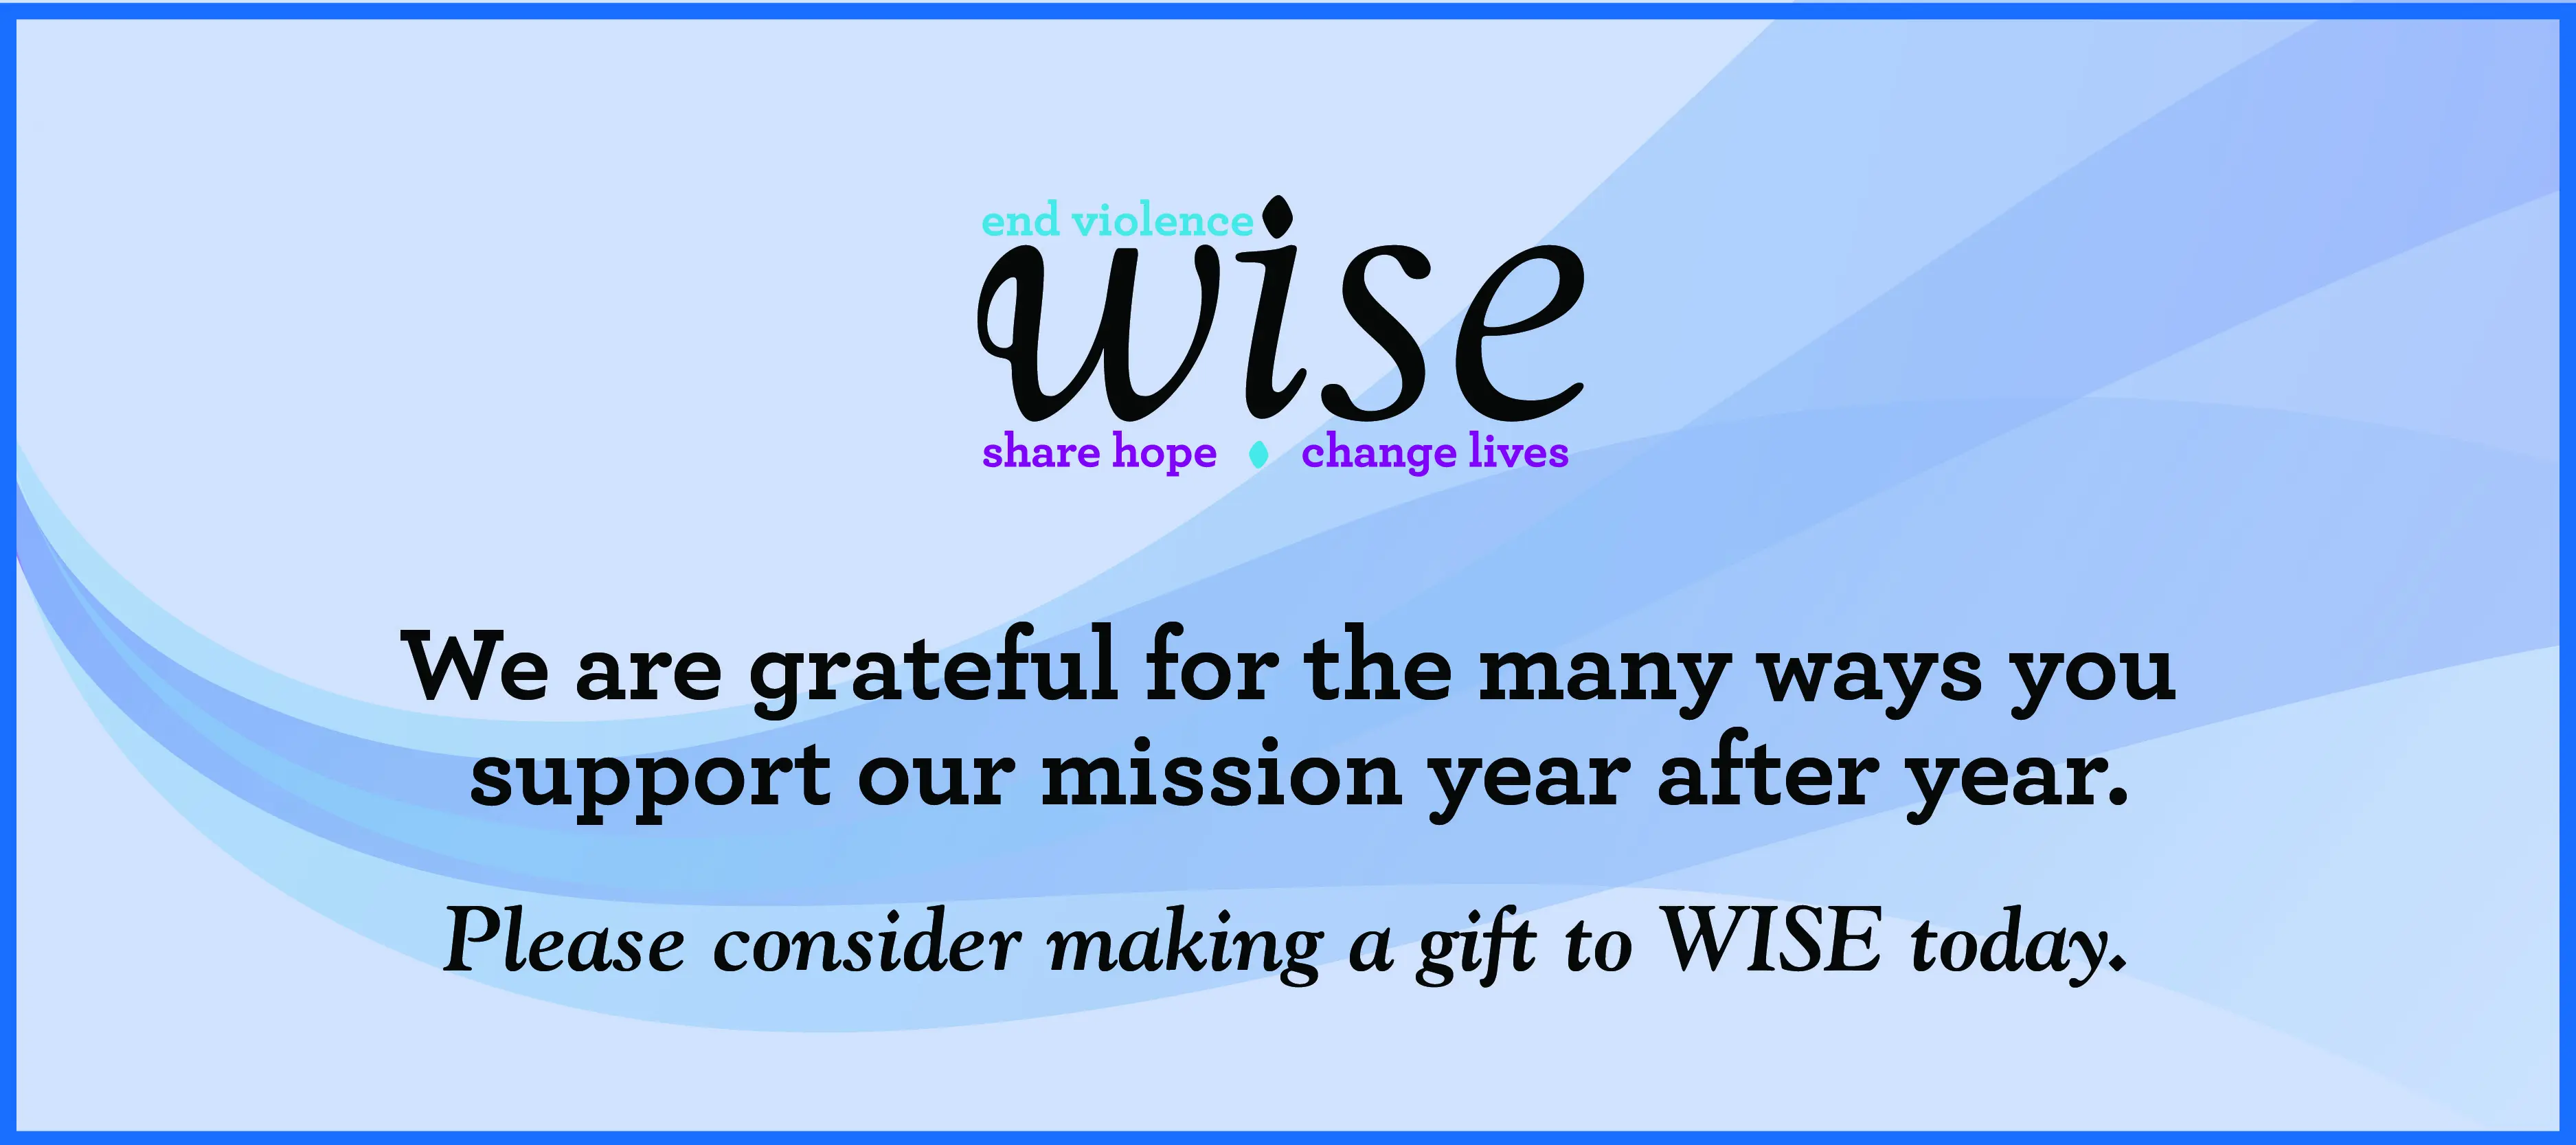 end violence
wise
share hope change lives
We are grateful for the many ways you
support our mission year after year.
Please consider making a gift to WISE today.